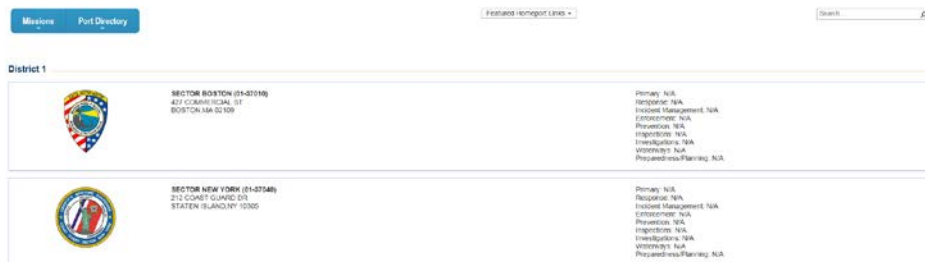 Missions Port Directory
Featured Homeport Links
Search
District 1
SECTOR BOSTON (01-37010)
427 COMMERCIAL ST
BOSTON,MA 02109
Primary: N/A
Response: N/A
Incident Management: N/A
Enforcement: N/A
Prevention: N/A
Inspections: N/A
Investigations: N/A
Waterways: N/A
Preparedness/Planning: N/A
SECTOR NEW YORK (01-37040)
212 COAST GUARD DR
STATEN ISLAND,NY 10305
Primary: N/A
Response: N/A
Incident Management: N/A
Enforcement: N/A
Prevention: N/A
Inspections: N/A
Investigations: N/A
Waterways: N/A
Preparedness/Planning: N/A